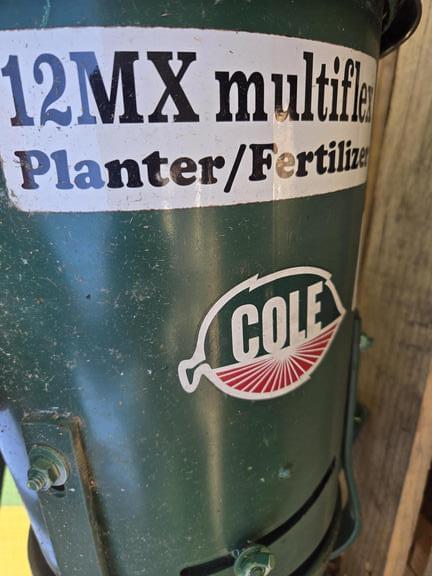 12MX multiflex
Planter/Fertilizer
COLE